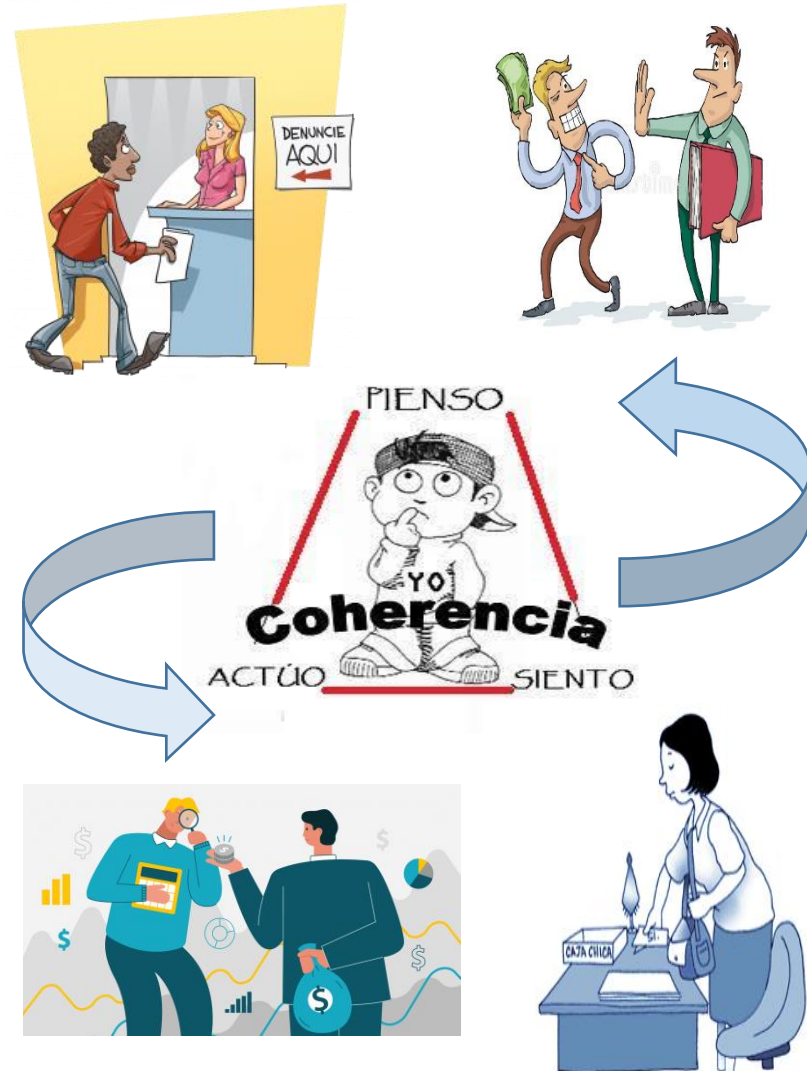 DENUNCIE
AQUI
PIENSO
YO
Coherencia
ACTÚO
SIENTO
$
$
$
$
$
$
CAJA CHICA